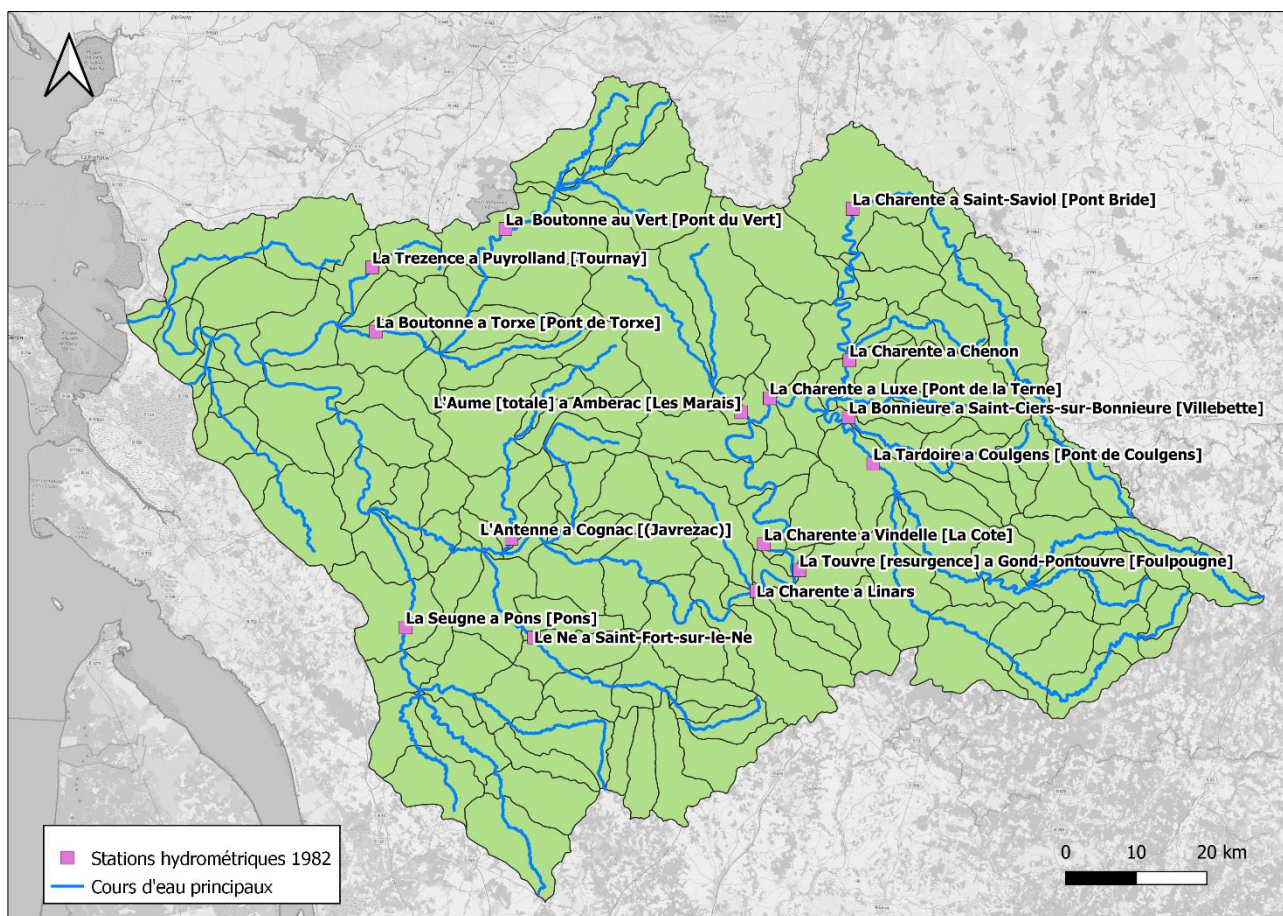 La Charente a Saint-Saviol [Pont Bride]
La Boutonne au Vert [Pont du Vert]
La Trezence a Puyrolland [Tournay]
La Boutonne a Torxe [Pont de Torxe]
La Charente a Chenon
La Charente a Luxe [Pont de la Terne]
L'Aume [totale] a Amberac [Les Marais]
La Bonnieure a Saint-Ciers-sur-Bonnieure [Villebette]
La Tardoire a Coulgens [Pont de Coulgens]
L'Antenne a Cognac [(Javrezac)]
La Charente a Vindelle [La Cote]
La Touvre [resurgence] a Gond-Pontouvre [Foulpougne]
La Charente a Linars
La Seugne a Pons [Pons]
Le Ne a Saint-Fort-sur-le-Ne
Stations hydrométriques 1982
Cours d'eau principaux
0 10 20 km